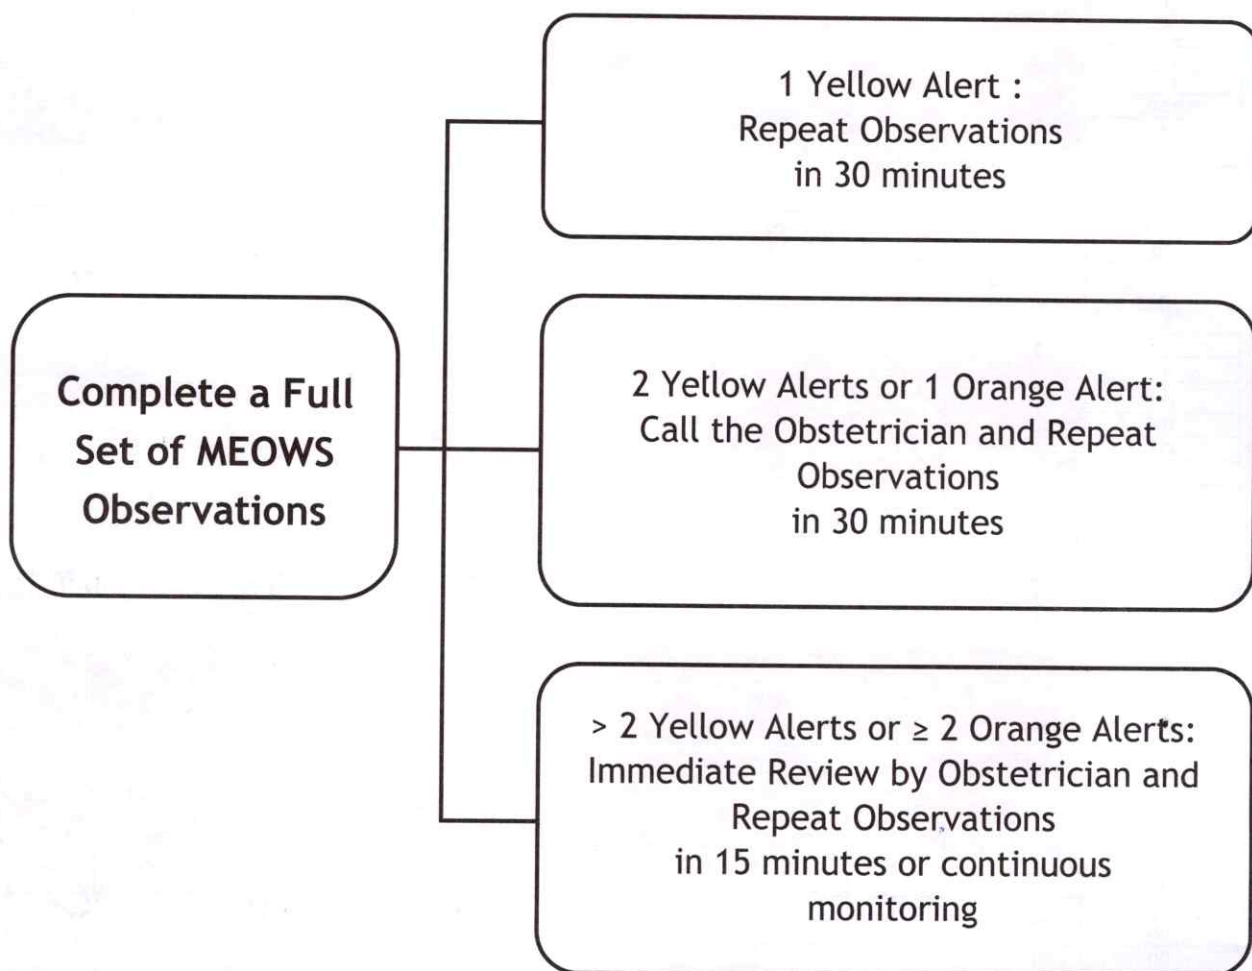 Complete a Full
Set of MEOWS
Observations
1 Yellow Alert :
Repeat Observations
in 30 minutes
2 Yellow Alerts or 1 Orange Alert:
Call the Obstetrician and Repeat
Observations
in 30 minutes
> 2 Yellow Alerts or ≥ 2 Orange Alerts:
Immediate Review by Obstetrician and
Repeat Observations
in 15 minutes or continuous
monitoring